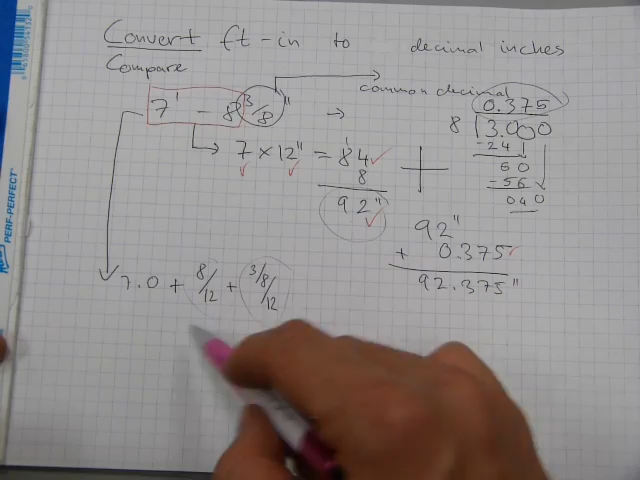 Convert ft-in to decimal inches
Compare
7' - 8 3/8" →
common decimal
0.375
8 3.000
-24
60
-56
040
7 × 12" = 84
8
92"
+
92"
+ 0.375
92.375"
7.0 + 8/12 + 3/8/12
PERF-PERFECT